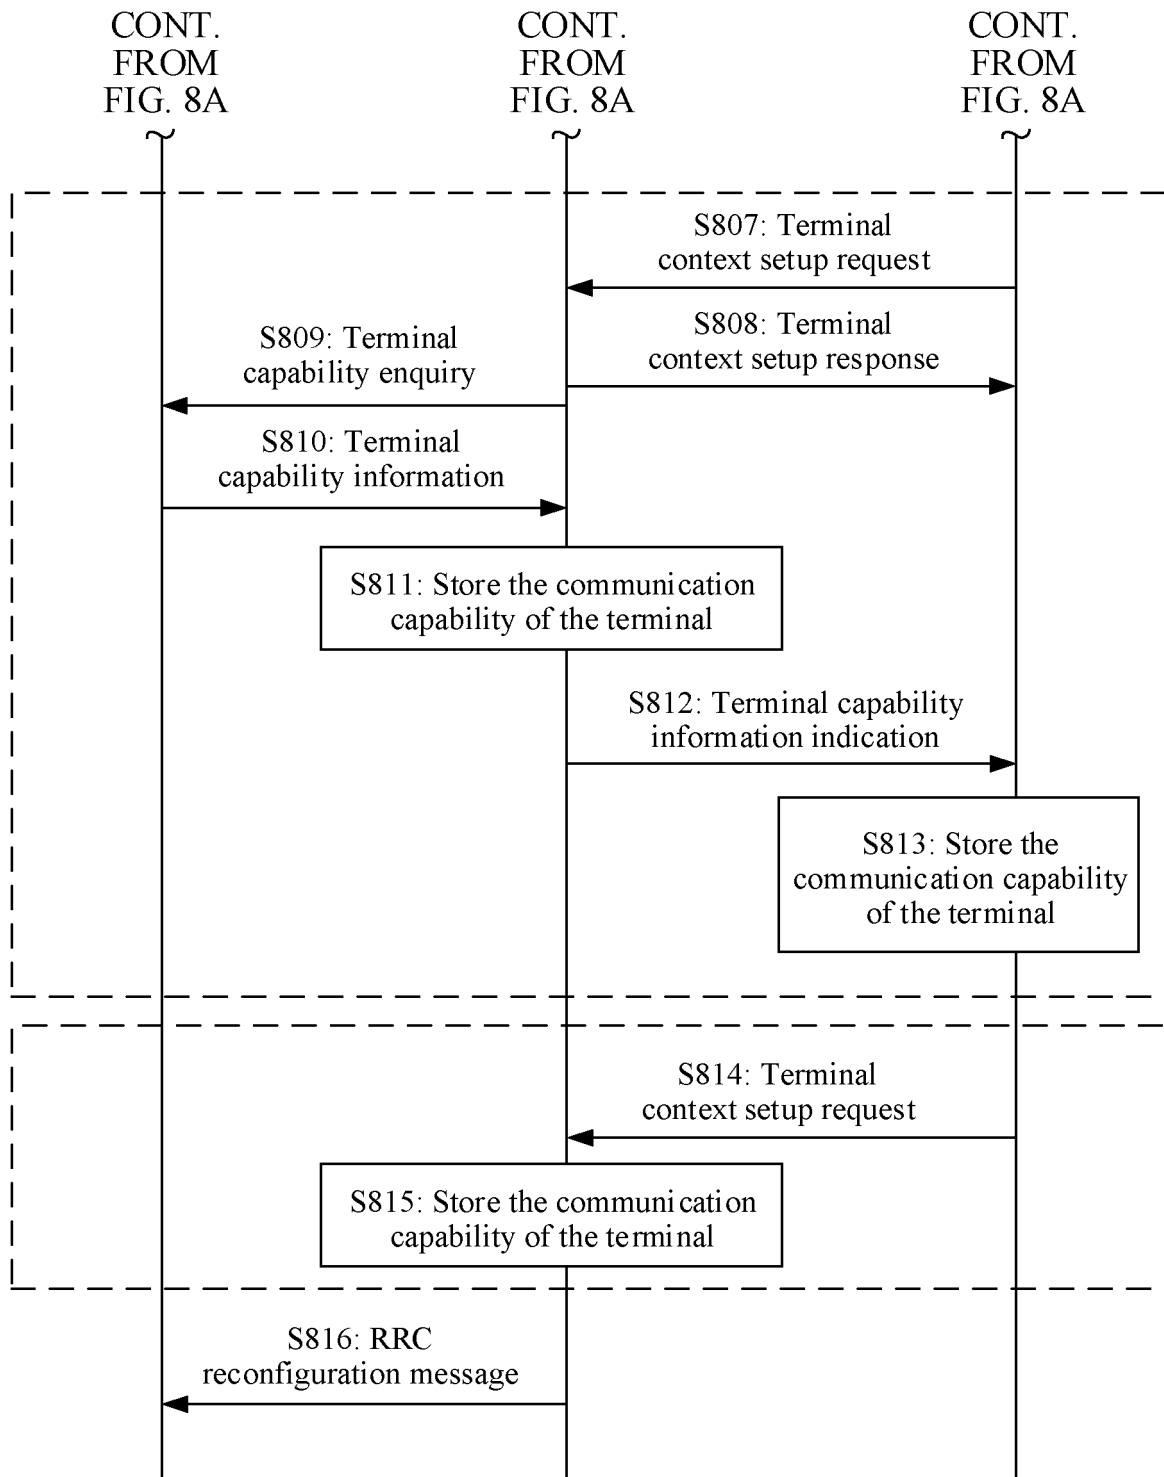 CONT.
FROM
FIG. 8A
CONT.
FROM
FIG. 8A
CONT.
FROM
FIG. 8A
S807: Terminal
context setup request
S808: Terminal
context setup response
S809: Terminal
capability enquiry
S810: Terminal
capability information
S811: Store the communication
capability of the terminal
S812: Terminal capability
information indication
S813: Store the
communication capability
of the terminal
S814: Terminal
context setup request
S815: Store the communication
capability of the terminal
S816: RRC
reconfiguration message